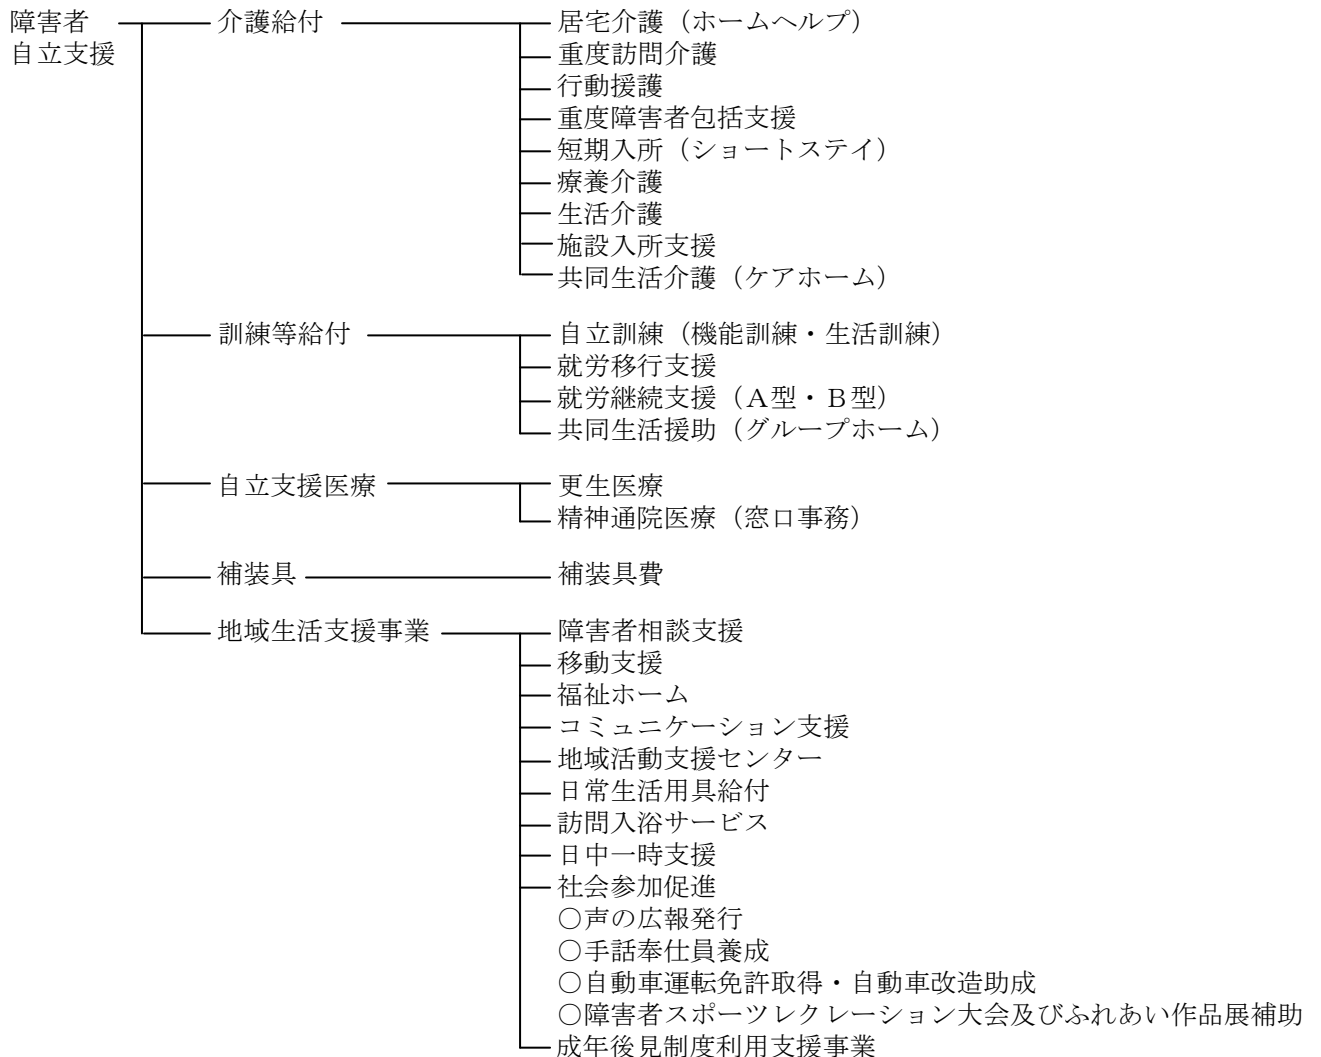 障害者 介護給付 居宅介護（ホームヘルプ）
自立支援 重度訪問介護
行動援護
重度障害者包括支援
短期入所（ショートステイ）
療養介護
生活介護
施設入所支援
共同生活介護（ケアホーム）
訓練等給付 自立訓練（機能訓練・生活訓練）
就労移行支援
就労継続支援（Ａ型・Ｂ型）
共同生活援助（グループホーム）
自立支援医療 更生医療
精神通院医療（窓口事務）
補装具 補装具費
地域生活支援事業 障害者相談支援
移動支援
福祉ホーム
コミュニケーション支援
地域活動支援センター
日常生活用具給付
訪問入浴サービス
日中一時支援
社会参加促進
○声の広報発行
○手話奉仕員養成
○自動車運転免許取得・自動車改造助成
○障害者スポーツレクレーション大会及びふれあい作品展補助
成年後見制度利用支援事業